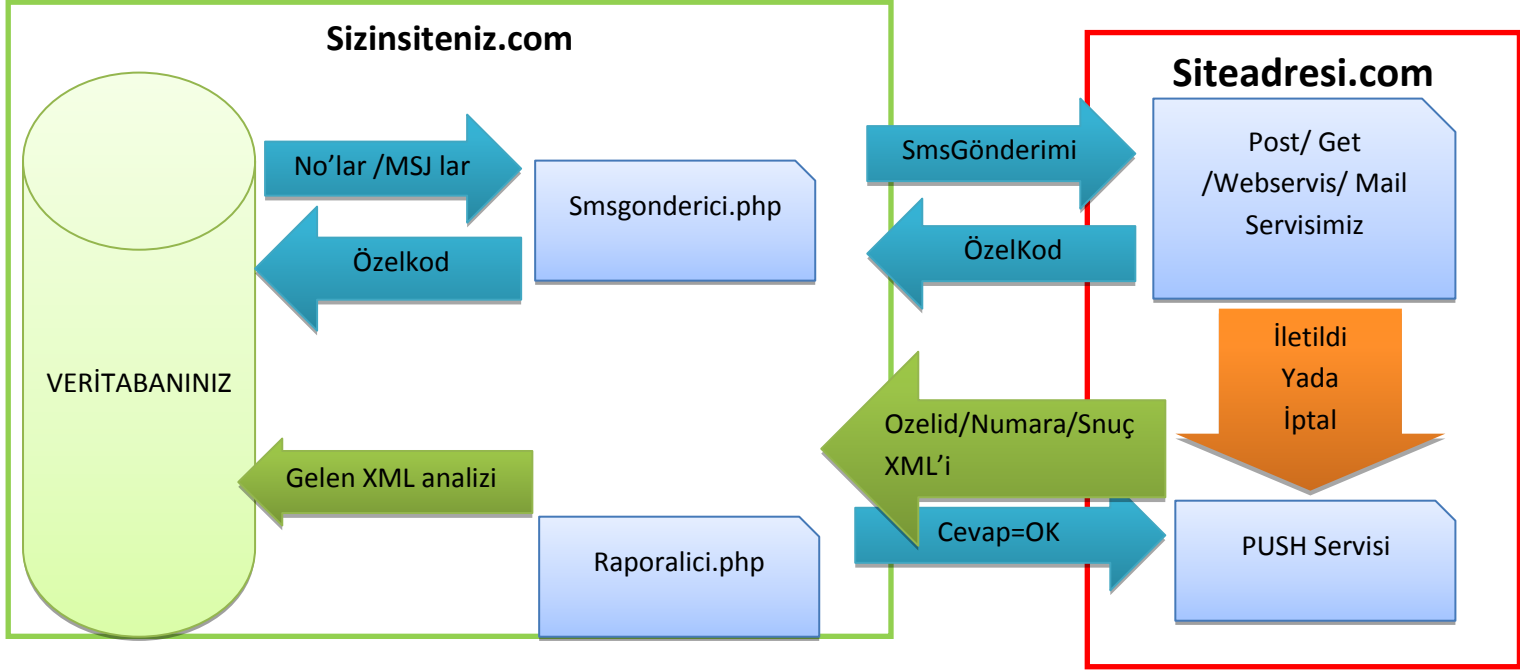 Sizinsiteniz.com
Siteadresi.com
No’lar /MSJ lar
Smsgonderici.php
SmsGönderimi
Post/ Get
/Webservis/ Mail
Servisimiz
Özelkod
ÖzelKod
VERİTABANINIZ
İletildi
Yada
İptal
Ozelid/Numara/Snuç
XML’i
Gelen XML analizi
Raporalici.php
Cevap=OK
PUSH Servisi